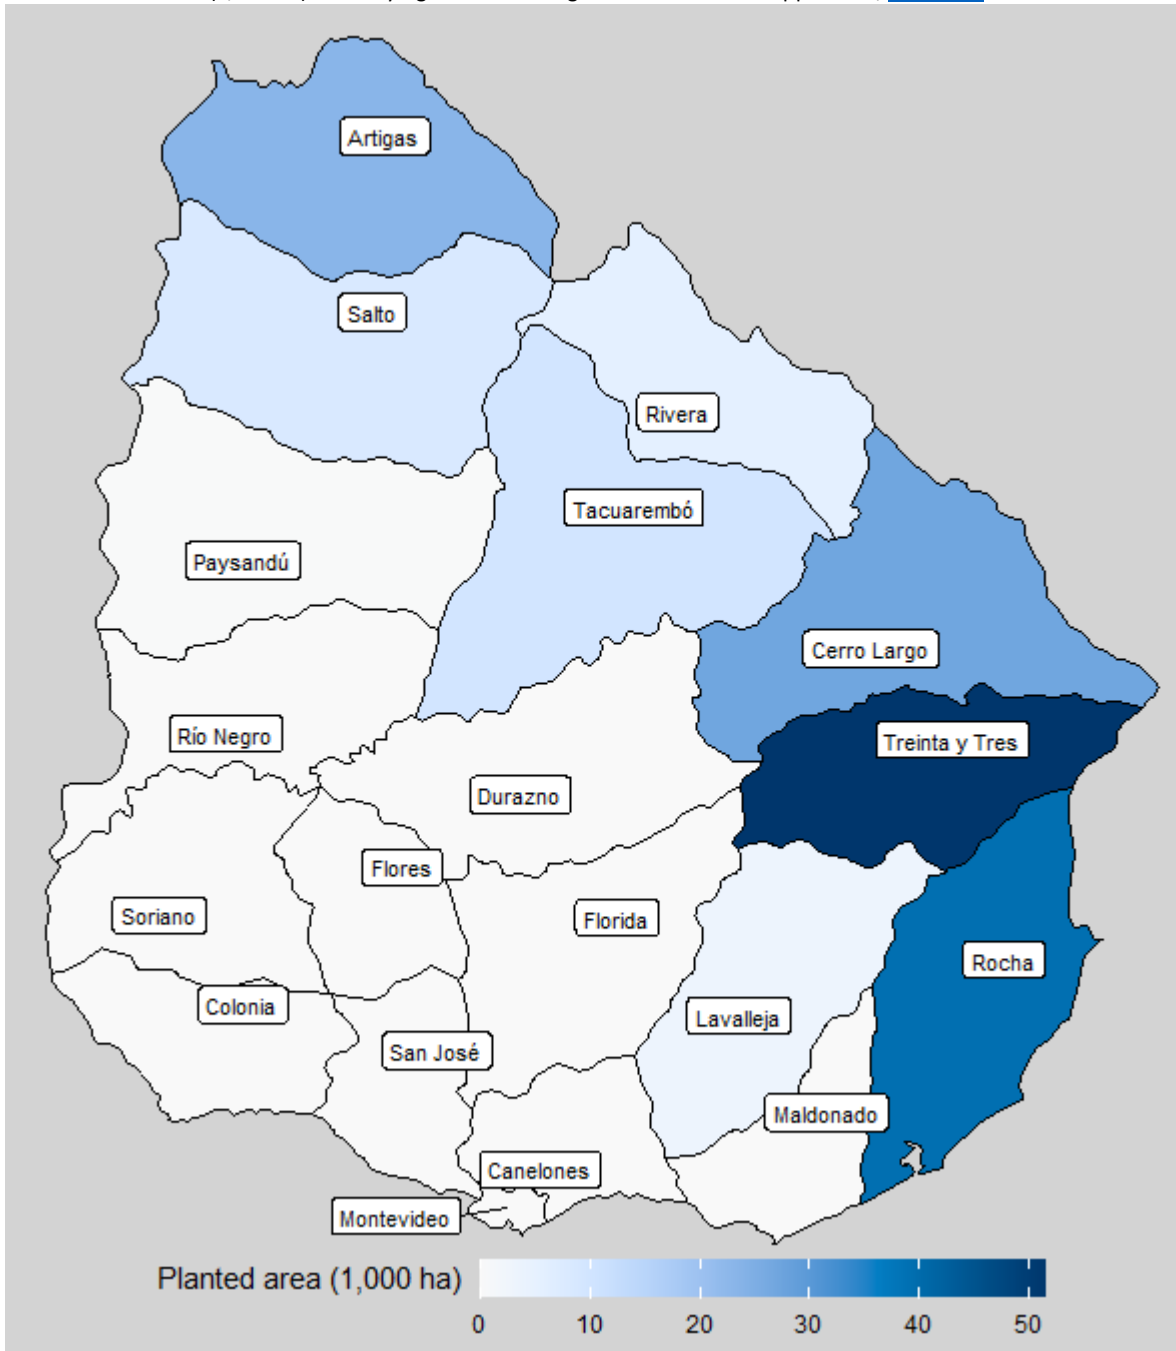 Artigas
Salto
Rivera
Tacuarembó
Paysandú
Cerro Largo
Río Negro
Treinta y Tres
Durazno
Flores
Soriano
Florida
Rocha
Colonia
Lavalleja
San José
Maldonado
Canelones
Montevideo
Planted area (1,000 ha)
0 10 20 30 40 50